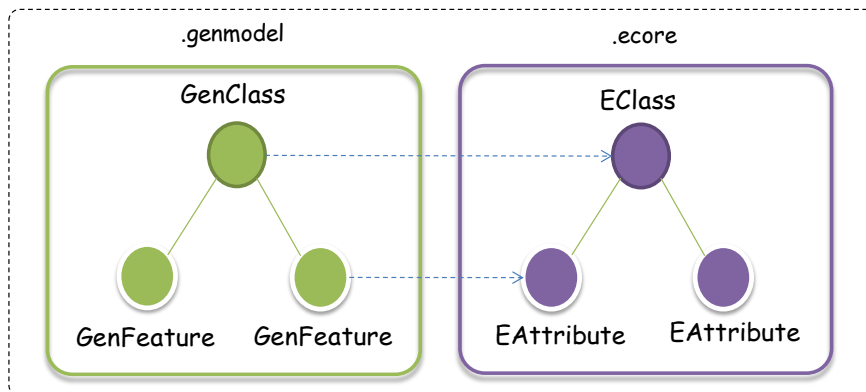 .genmodel
.ecore
GenClass
EClass
GenFeature
GenFeature
EAttribute
EAttribute